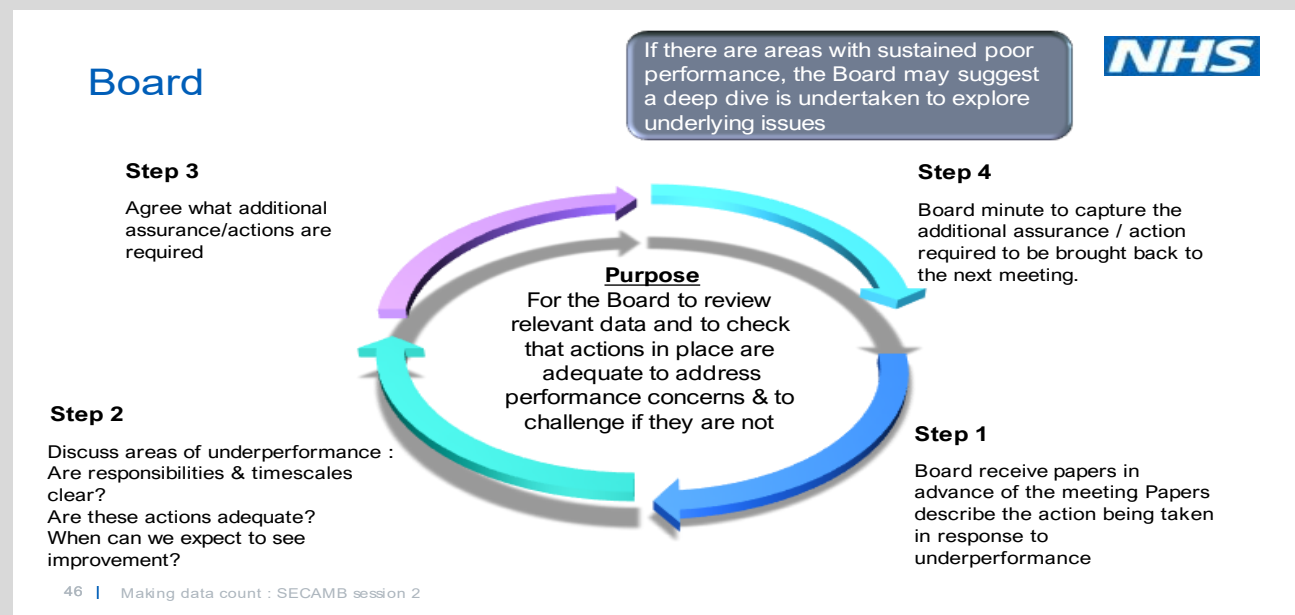 Board
If there are areas with sustained poor
performance, the Board may suggest
a deep dive is undertaken to explore
underlying issues
NHS
Step 3
Agree what additional
assurance/actions are
required
Step 4
Board minute to capture the
additional assurance / action
required to be brought back to
the next meeting.
Purpose
For the Board to review
relevant data and to check
that actions in place are
adequate to address
performance concerns & to
challenge if they are not
Step 2
Discuss areas of underperformance :
Are responsibilities & timescales
clear?
Are these actions adequate?
When can we expect to see
improvement?
Step 1
Board receive papers in
advance of the meeting Papers
describe the action being taken
in response to
underperformance
46 | Making data count : SECAMB session 2